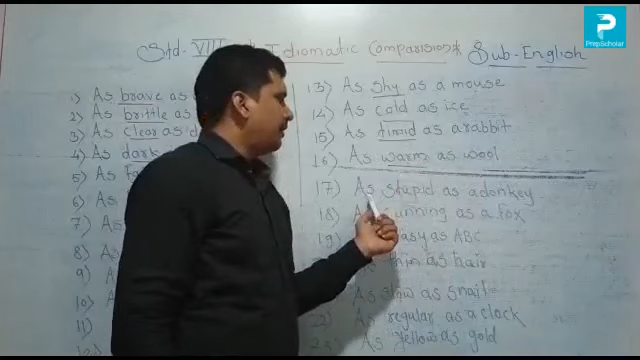 Std- VIII Idiomatic Comparisions Sub-English
PrepScholar
1) As brave as
2) As brittle as
3) As clear as
4) As dark
5) As
6) As
7) As
8) As
9) A
10) A
11)
12
13) As shy as a mouse
14) As cold as ice
15) As timid as a rabbit
16) As warm as wool
17) As stupid as a donkey
18) A cunning as a fox
19) easy as ABC
thin as hair
As slow as snail
22) As regular as a clock
23 As yellow as gold